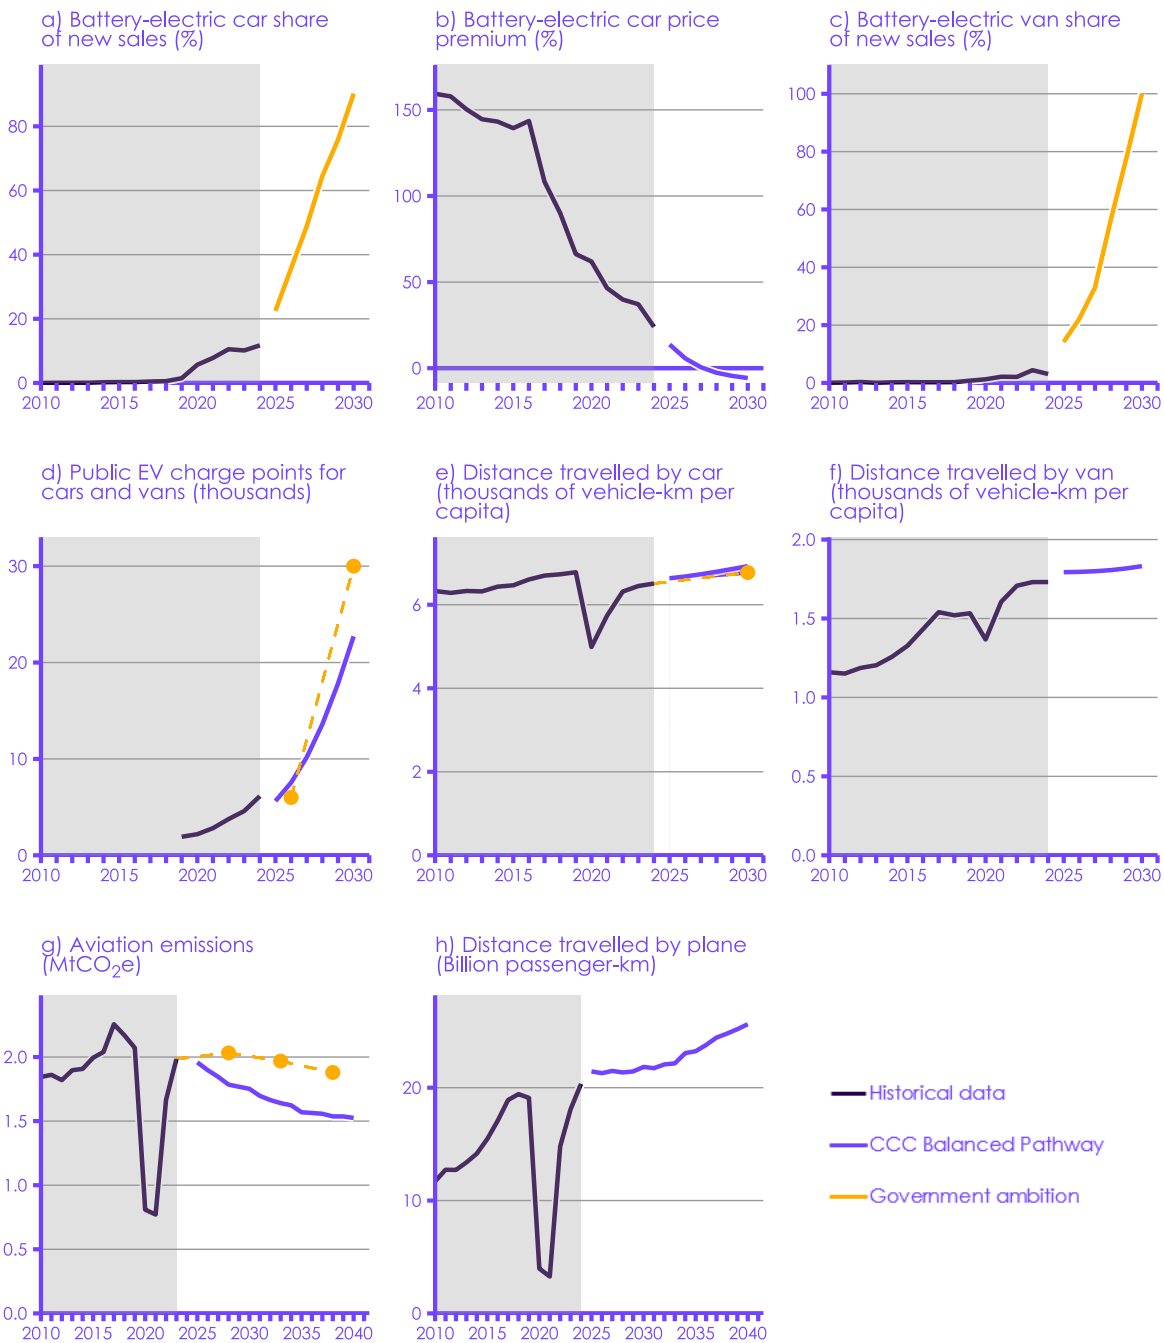 a) Battery-electric car share
of new sales (%)
80
60
40
20
0
2010 2015 2020 2025 2030
b) Battery-electric car price
premium (%)
150
100
50
0
2010 2015 2020 2025 2030
c) Battery-electric van share
of new sales (%)
100
80
60
40
20
0
2010 2015 2020 2025 2030
d) Public EV charge points for
cars and vans (thousands)
30
20
10
0
2010 2015 2020 2025 2030
e) Distance travelled by car
(thousands of vehicle-km per
capita)
6
4
2
0
2010 2015 2020 2025 2030
f) Distance travelled by van
(thousands of vehicle-km per
capita)
2.0
1.5
1.0
0.5
0.0
2010 2015 2020 2025 2030
g) Aviation emissions
(MtCO₂e)
2.0
1.5
1.0
0.5
0.0
2010 2015 2020 2025 2030 2035 2040
h) Distance travelled by plane
(Billion passenger-km)
20
10
0
2010 2015 2020 2025 2030 2035 2040
Historical data
CCC Balanced Pathway
Government ambition